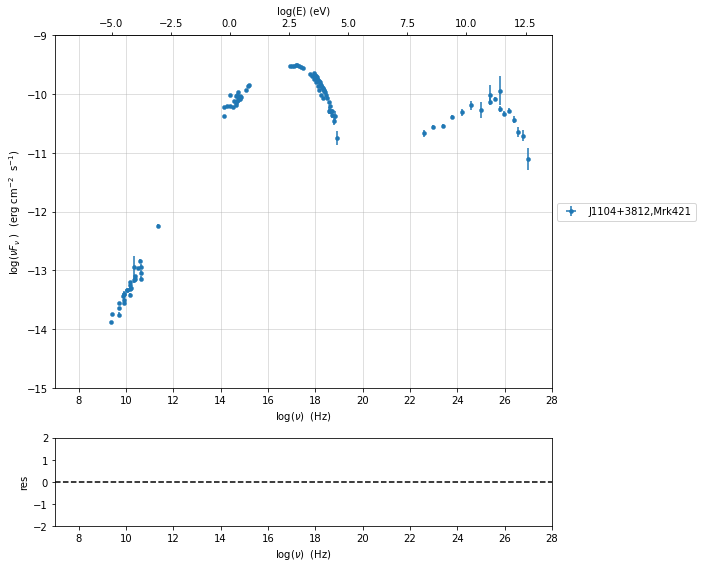 log(E) (eV)
−5.0 −2.5 0.0 2.5 5.0 7.5 10.0 12.5
−9
−10
−11
−12
−13
−14
−15
log(νF_ν ) (erg cm⁻² s⁻¹)
J1104+3812,Mrk421
8 10 12 14 16 18 20 22 24 26 28
log(ν) (Hz)
2
1
0
−1
−2
res
8 10 12 14 16 18 20 22 24 26 28
log(ν) (Hz)